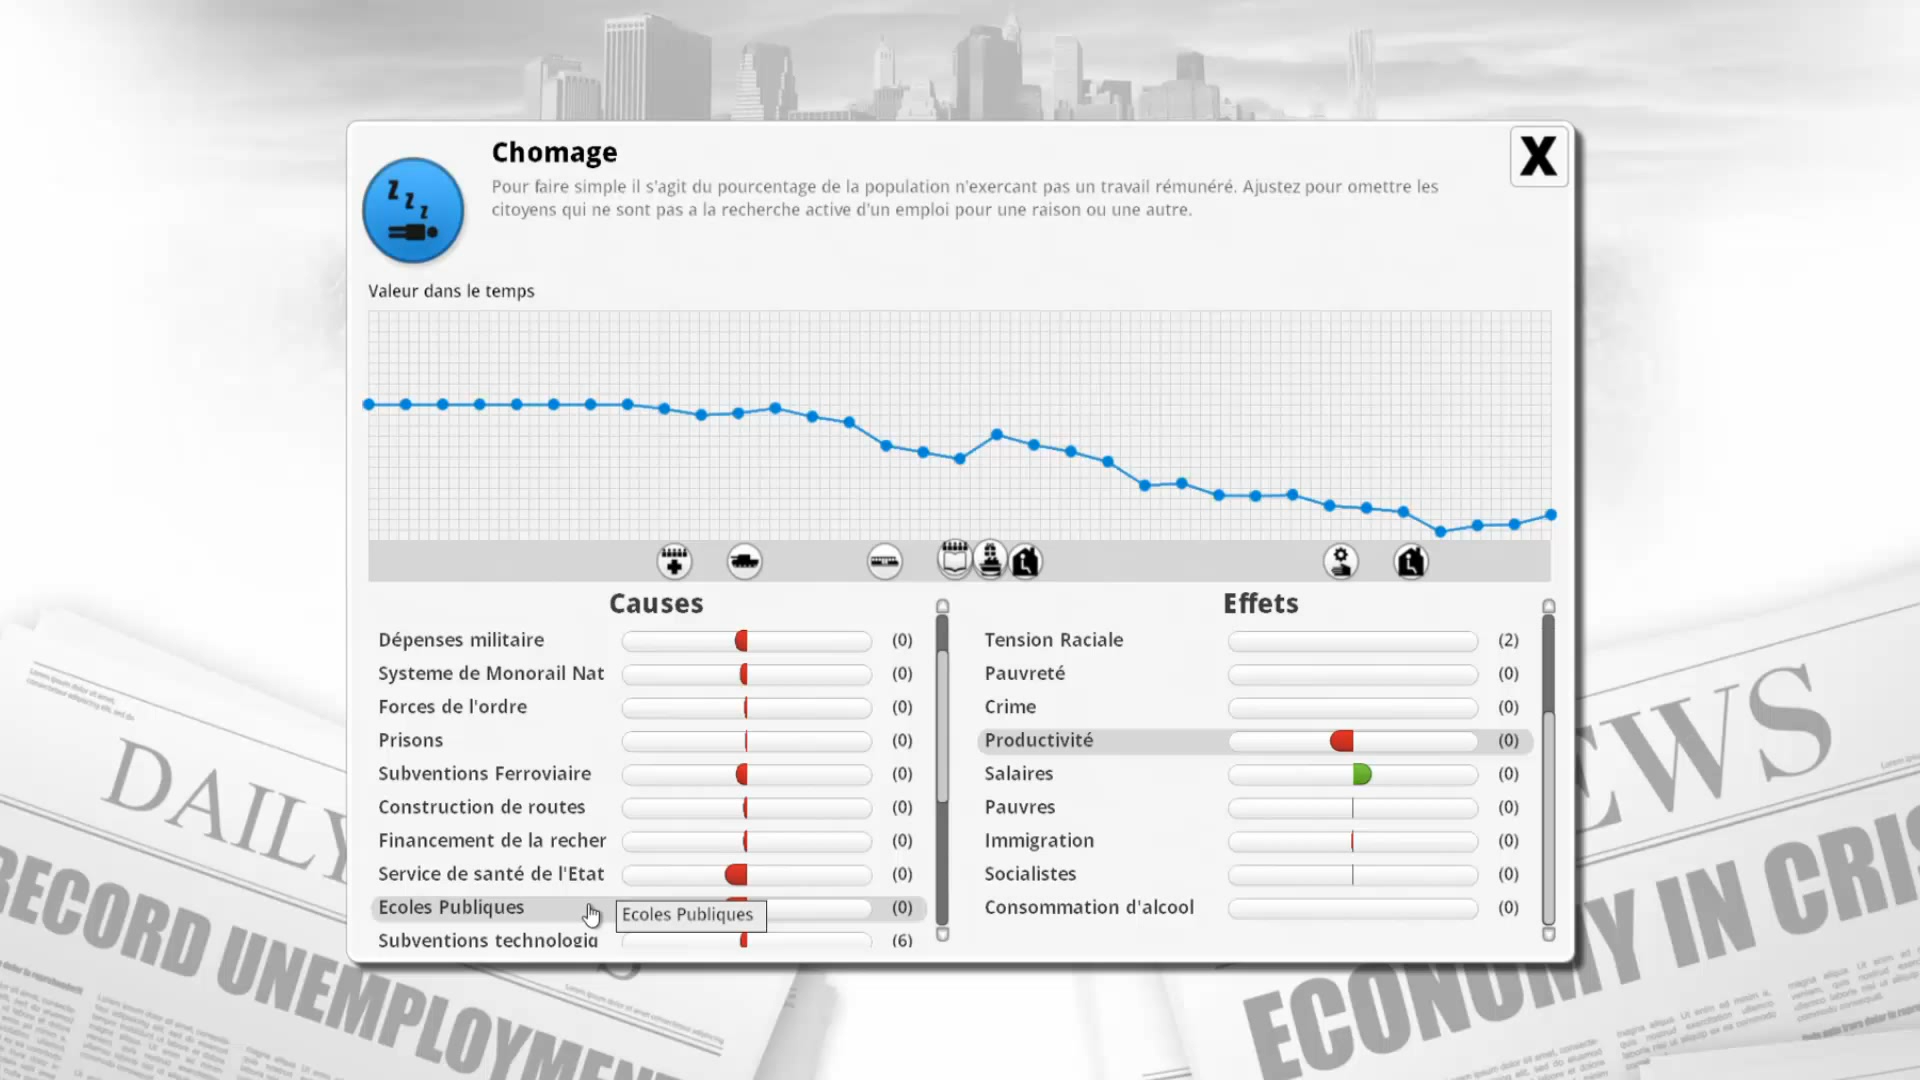 Chomage
X
Pour faire simple il s'agit du pourcentage de la population n'exercant pas un travail rémunéré. Ajustez pour omettre les
citoyens qui ne sont pas a la recherche active d'un emploi pour une raison ou une autre.
Valeur dans le temps
Causes
Dépenses militaire (0)
Systeme de Monorail Nat (0)
Forces de l'ordre (0)
Prisons (0)
Subventions Ferroviaire (0)
Construction de routes (0)
Financement de la recher (0)
Service de santé de l'Etat (0)
Ecoles Publiques (0)
Ecoles Publiques
Subventions technologiq (6)
Effets
Tension Raciale (2)
Pauvreté (0)
Crime (0)
Productivité (0)
Salaires (0)
Pauvres (0)
Immigration (0)
Socialistes (0)
Consommation d'alcool (0)
DAILY
RECORD UNEMPLOYMEN
EWS
ECONOMY IN CRIS